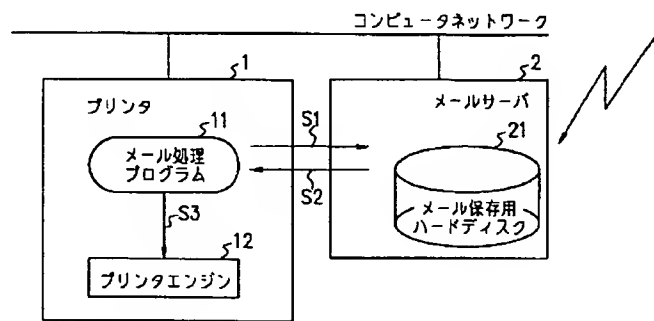 コンピュータネットワーク
1
2
プリンタ
メールサーバ
11
S1
21
メール処理
プログラム
S2
S3
メール保存用
ハードディスク
12
プリンタエンジン